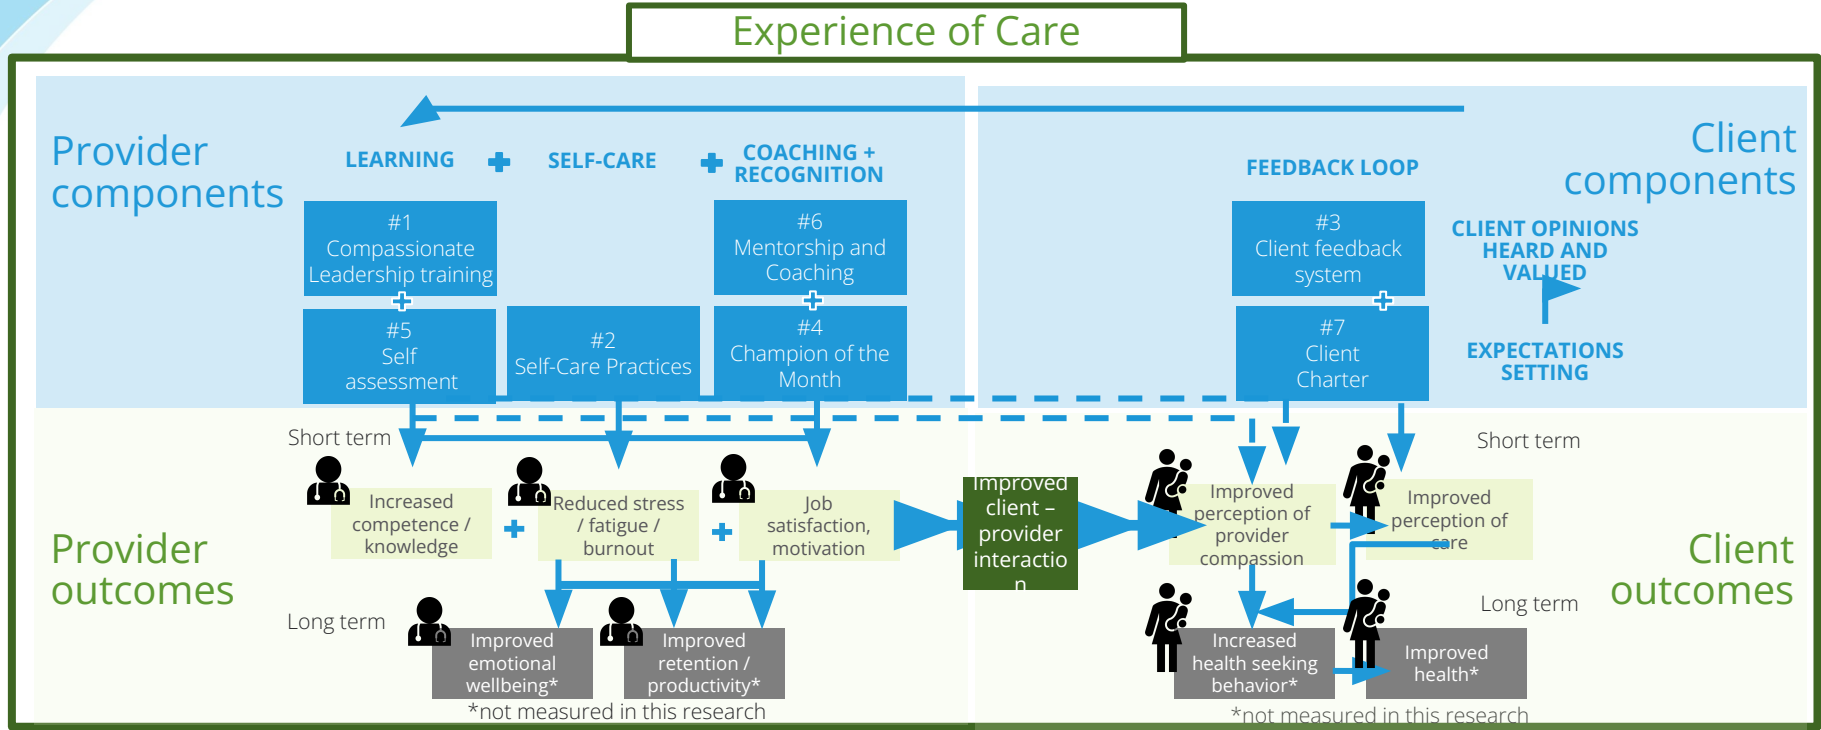 Experience of Care
Provider
components
LEARNING
SELF-CARE
COACHING +
RECOGNITION
#1
Compassionate
Leadership training
#5
Self
assessment
#2
Self-Care Practices
#6
Mentorship and
Coaching
#4
Champion of the
Month
Client
components
FEEDBACK LOOP
#3
Client feedback
system
#7
Client
Charter
CLIENT OPINIONS
HEARD AND
VALUED
EXPECTATIONS
SETTING
Provider
outcomes
Short term
Increased
competence /
knowledge
Reduced stress
/ fatigue /
burnout
Job
satisfaction,
motivation
Long term
Improved
emotional
wellbeing*
Improved
retention /
productivity*
*not measured in this research
Improved
client –
provider
interactio
n
Client
outcomes
Short term
Improved
perception of
provider
compassion
Improved
perception of
care
Long term
Increased
health seeking
behavior*
Improved
health*
*not measured in this research